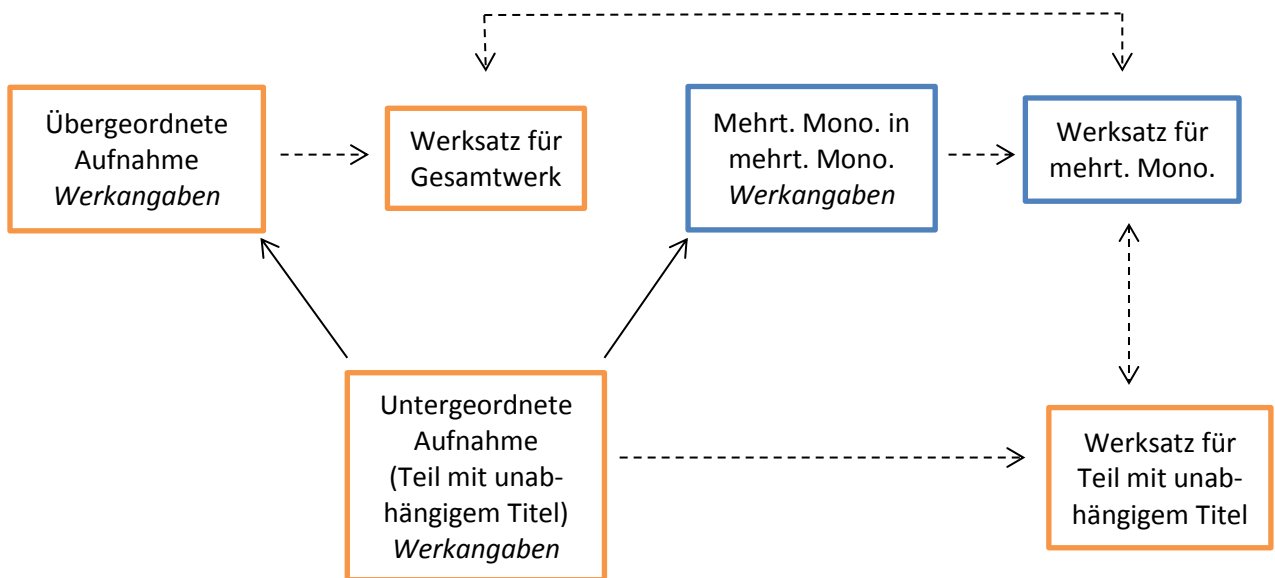 Übergeordnete
Aufnahme
Werkangaben
Werksatz für
Gesamtwerk
Mehrt. Mono. in
mehrt. Mono.
Werkangaben
Werksatz für
mehrt. Mono.
Untergeordnete
Aufnahme
(Teil mit unab-
hängigem Titel)
Werkangaben
Werksatz für
Teil mit unab-
hängigem Titel